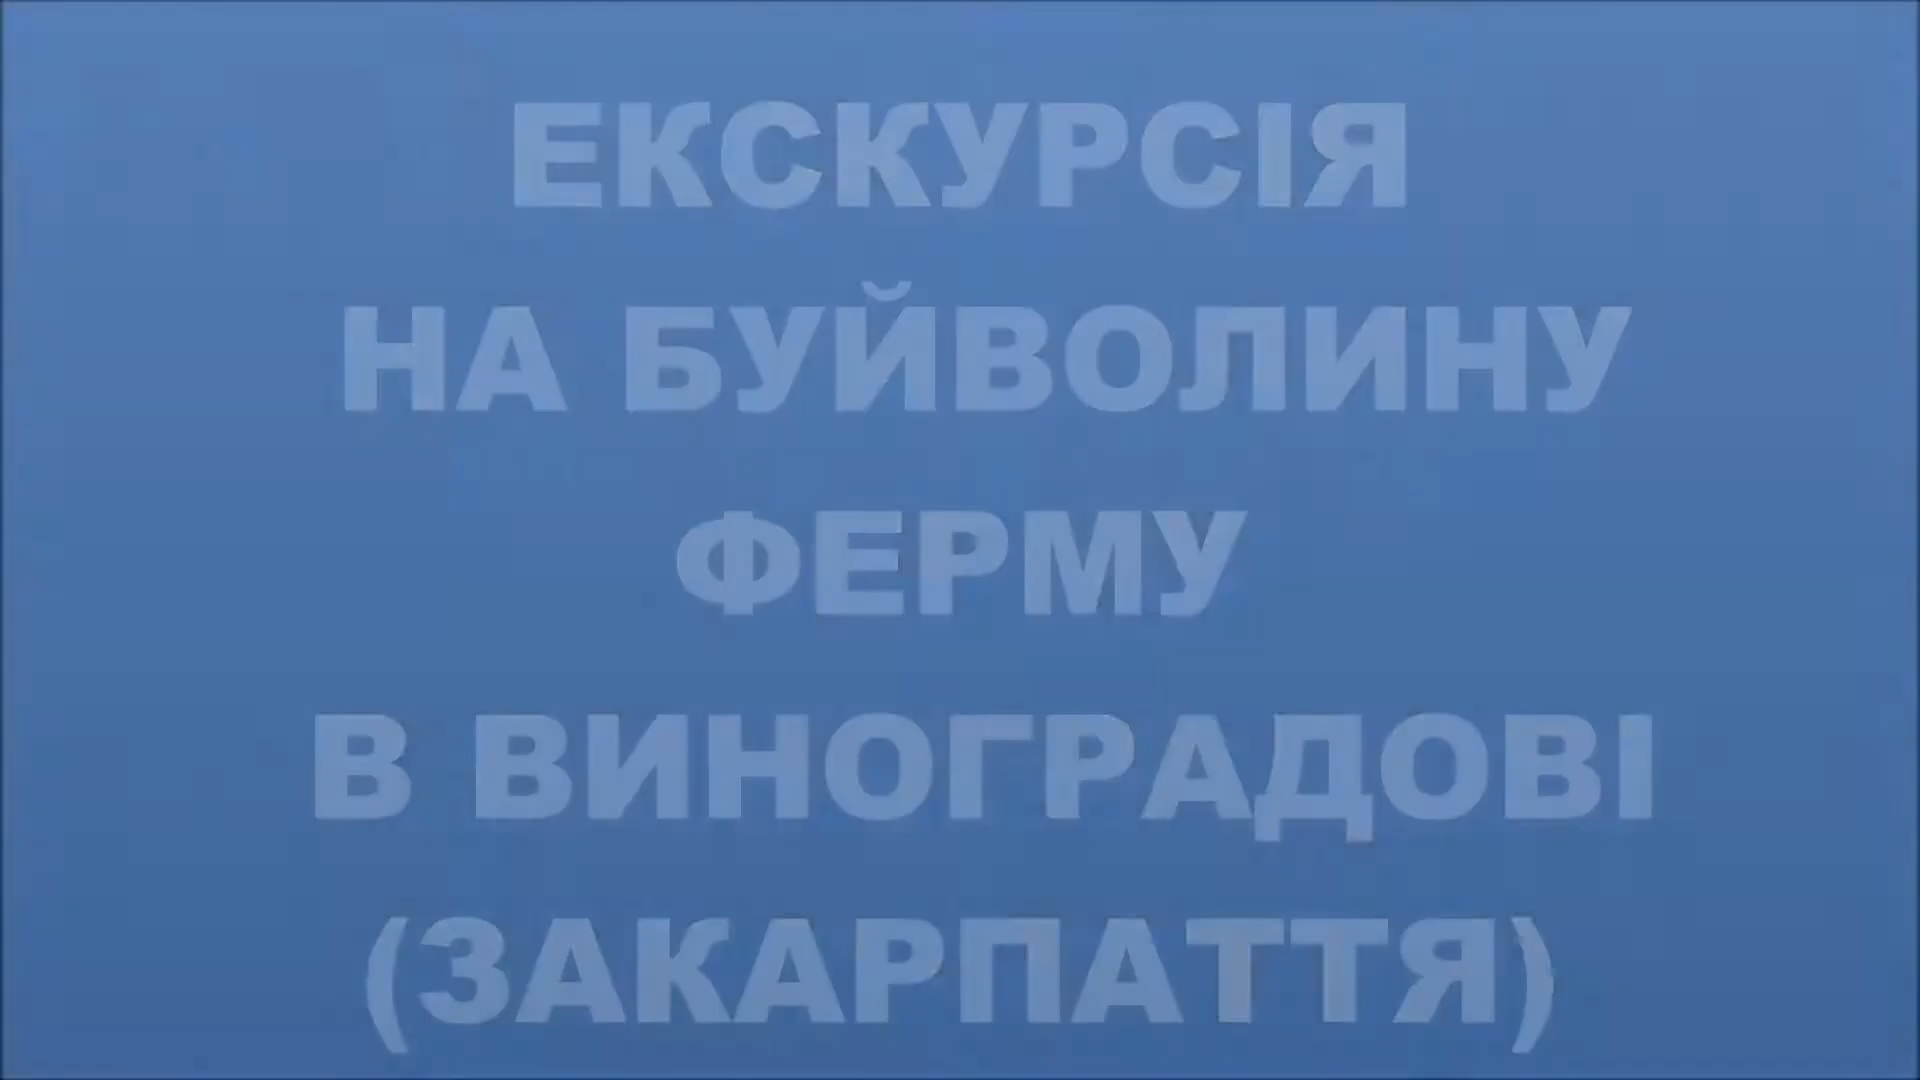 ЕКСКУРСІЯ
НА БУЙВОЛИНУ
ФЕРМУ
В ВИНОГРАДОВІ
(ЗАКАРПАТТЯ)